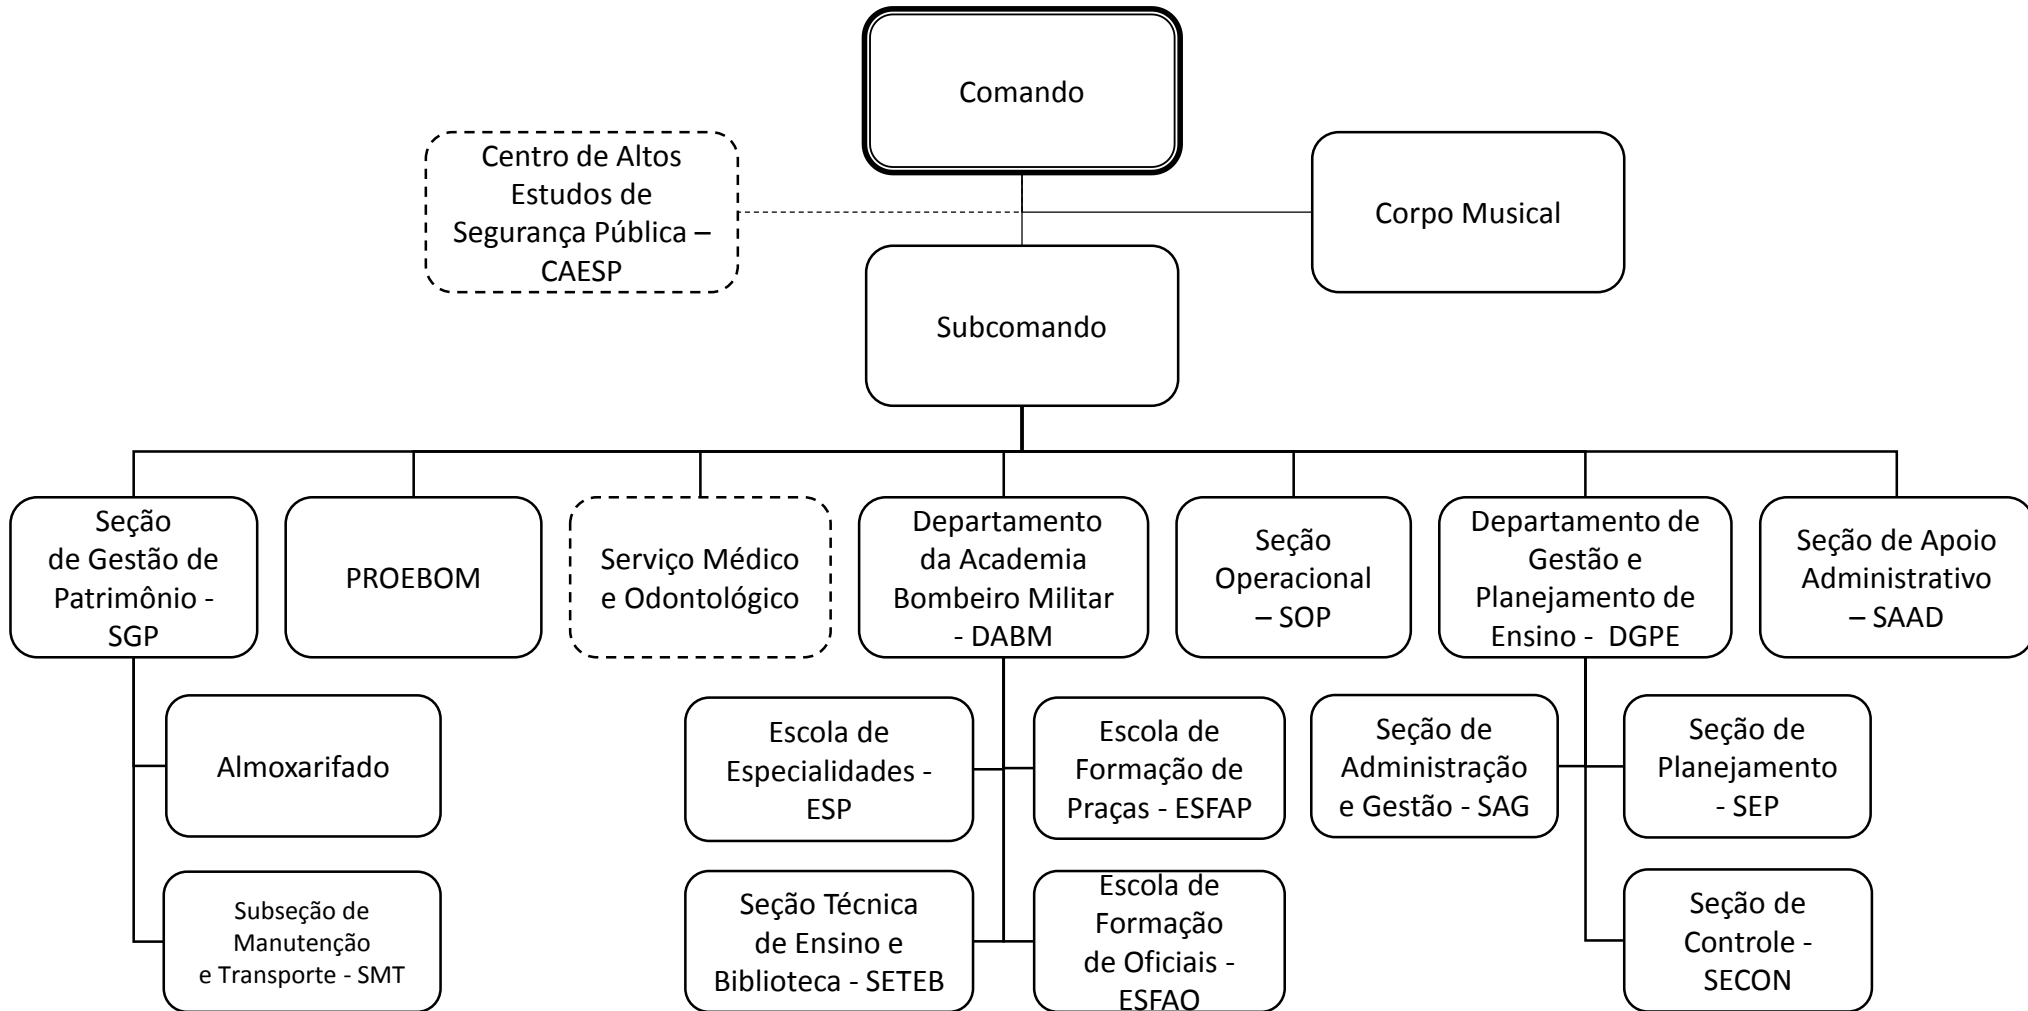 Comando
Centro de Altos
Estudos de
Segurança Pública –
CAESP
Corpo Musical
Subcomando
Seção
de Gestão de
Patrimônio -
SGP
PROEBOM
Serviço Médico
e Odontológico
Departamento
da Academia
Bombeiro Militar
- DABM
Seção
Operacional
– SOP
Departamento de
Gestão e
Planejamento de
Ensino -  DGPE
Seção de Apoio
Administrativo
– SAAD
Almoxarifado
Escola de
Especialidades -
ESP
Escola de
Formação de
Praças - ESFAP
Seção de
Administração
e Gestão - SAG
Seção de
Planejamento
- SEP
Subseção de
Manutenção
e Transporte - SMT
Seção Técnica
de Ensino e
Biblioteca - SETEB
Escola de
Formação
de Oficiais -
ESFAO
Seção de
Controle -
SECON